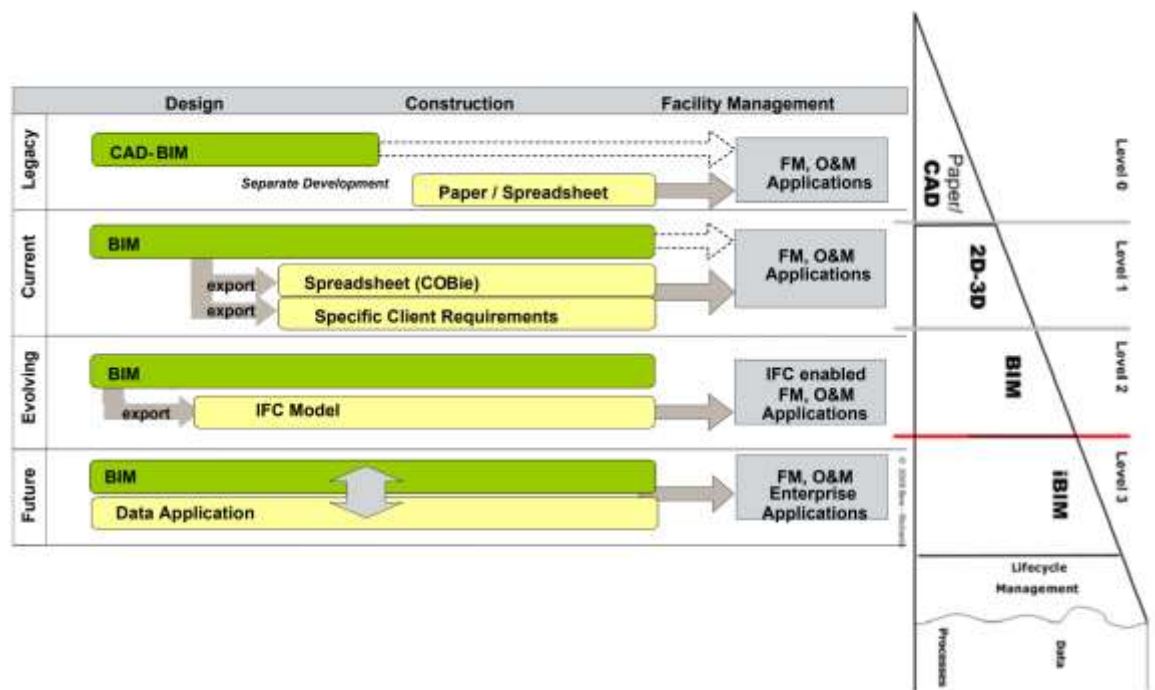 Design Construction Facility Management
Legacy
CAD-BIM
Separate Development
Paper / Spreadsheet
FM, O&M
Applications
Current
BIM
export
Spreadsheet (COBie)
export
Specific Client Requirements
FM, O&M
Applications
Evolving
BIM
export
IFC Model
IFC enabled
FM, O&M
Applications
Future
BIM
Data Application
FM, O&M
Enterprise
Applications
Paper/
CAD
Level 0
2D-3D
Level 1
BIM
Level 2
iBIM
Level 3
Lifecycle
Management
Processes
Data